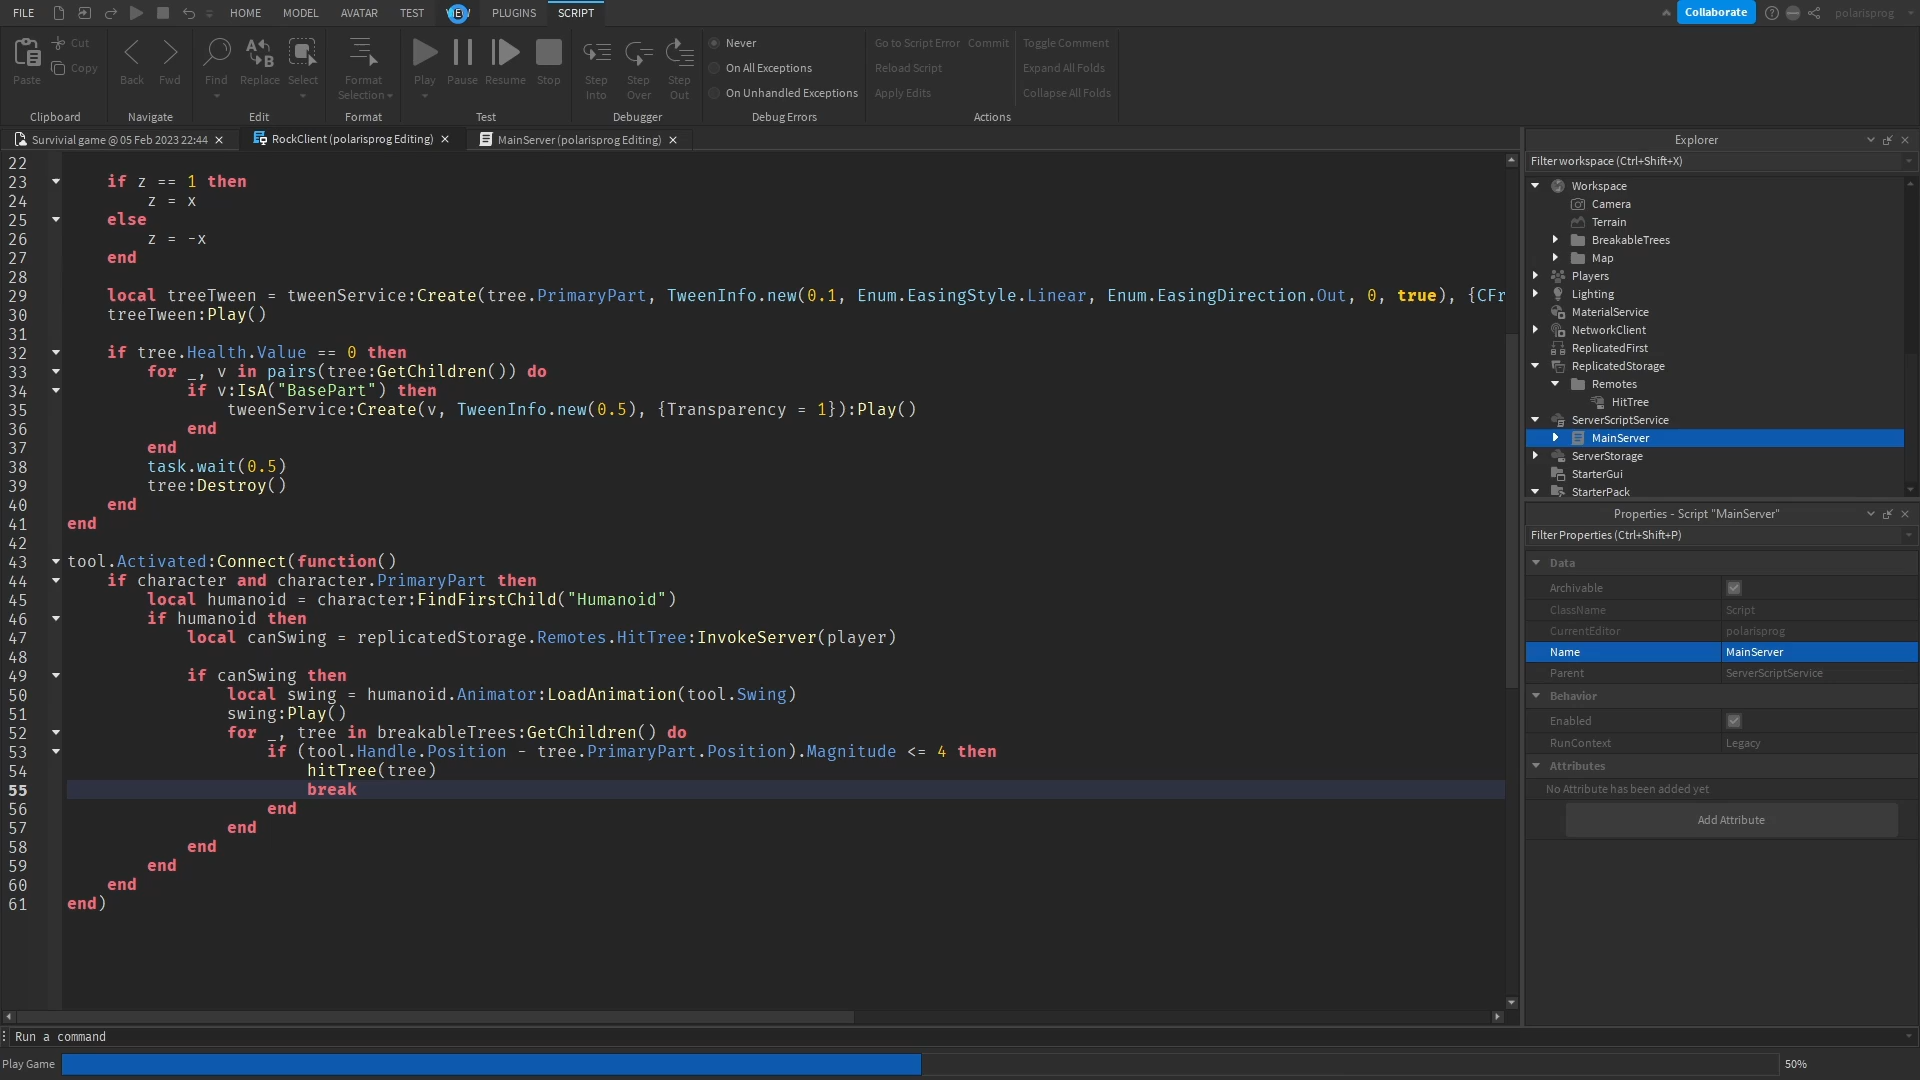 FILE HOME MODEL AVATAR TEST PLUGINS SCRIPT Collaborate polarisprog
Paste Cut Copy Back Fwd Find Replace Select Format Selection Play Pause Resume Stop Step Into Step Over Step Out
Never
On All Exceptions
On Unhandled Exceptions
Go to Script Error Commit
Reload Script
Apply Edits
Toggle Comment
Expand All Folds
Collapse All Folds
Clipboard Navigate Edit Format Test Debugger Debug Errors Actions
Survivial game @ 05 Feb 2023 22:44 RockClient (polarisprog Editing) MainServer (polarisprog Editing)
22
23 if z == 1 then
24 z = x
25 else
26 z = -x
27 end
28
29 local treeTween = tweenService:Create(tree.PrimaryPart, TweenInfo.new(0.1, Enum.EasingStyle.Linear, Enum.EasingDirection.Out, 0, true), {CFr
30 treeTween:Play()
31
32 if tree.Health.Value == 0 then
33 for _, v in pairs(tree:GetChildren()) do
34 if v:IsA("BasePart") then
35 tweenService:Create(v, TweenInfo.new(0.5), {Transparency = 1}):Play()
36 end
37 end
38 task.wait(0.5)
39 tree:Destroy()
40 end
41 end
42
43 tool.Activated:Connect(function()
44 if character and character.PrimaryPart then
45 local humanoid = character:FindFirstChild("Humanoid")
46 if humanoid then
47 local canSwing = replicatedStorage.Remotes.HitTree:InvokeServer(player)
48
49 if canSwing then
50 local swing = humanoid.Animator:LoadAnimation(tool.Swing)
51 swing:Play()
52 for _, tree in breakableTrees:GetChildren() do
53 if (tool.Handle.Position - tree.PrimaryPart.Position).Magnitude <= 4 then
54 hitTree(tree)
55 break
56 end
57 end
58 end
59 end
60 end
61 end)
Explorer
Filter workspace (Ctrl+Shift+X)
Workspace
Camera
Terrain
BreakableTrees
Map
Players
Lighting
MaterialService
NetworkClient
ReplicatedFirst
ReplicatedStorage
Remotes
HitTree
ServerScriptService
MainServer
ServerStorage
StarterGui
StarterPack
Properties - Script "MainServer"
Filter Properties (Ctrl+Shift+P)
Data
Archivable
ClassName Script
CurrentEditor polarisprog
Name MainServer
Parent ServerScriptService
Behavior
Enabled
RunContext Legacy
Attributes
No Attribute has been added yet
Add Attribute
Run a command
Play Game 50%